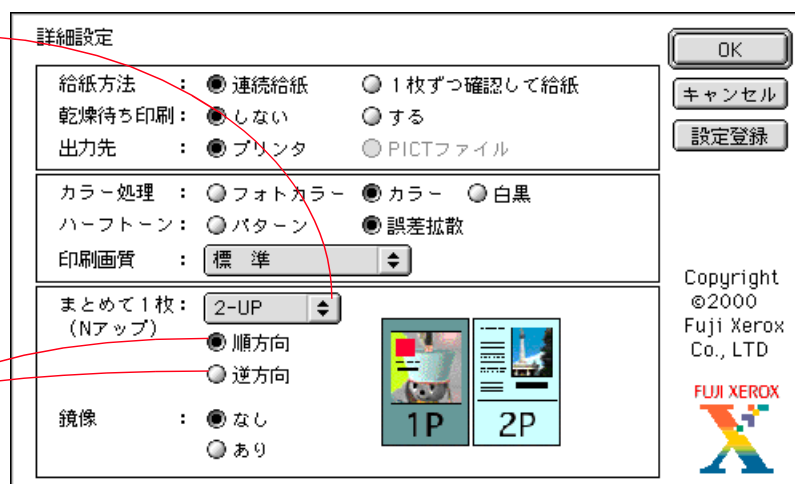 詳細設定
給紙方法 : 連続給紙 1枚ずつ確認して給紙
乾燥待ち印刷: しない する
出力先 : プリンタ PICTファイル
カラー処理 : フォトカラー カラー 白黒
ハーフトーン: パターン 誤差拡散
印刷画質 : 標 準
まとめて1枚: 2-UP
(Nアップ)
順方向
逆方向
鏡像 : なし
あり
1P 2P
OK
キャンセル
設定登録
Copyright
©2000
Fuji Xerox
Co., LTD
FUJI XEROX